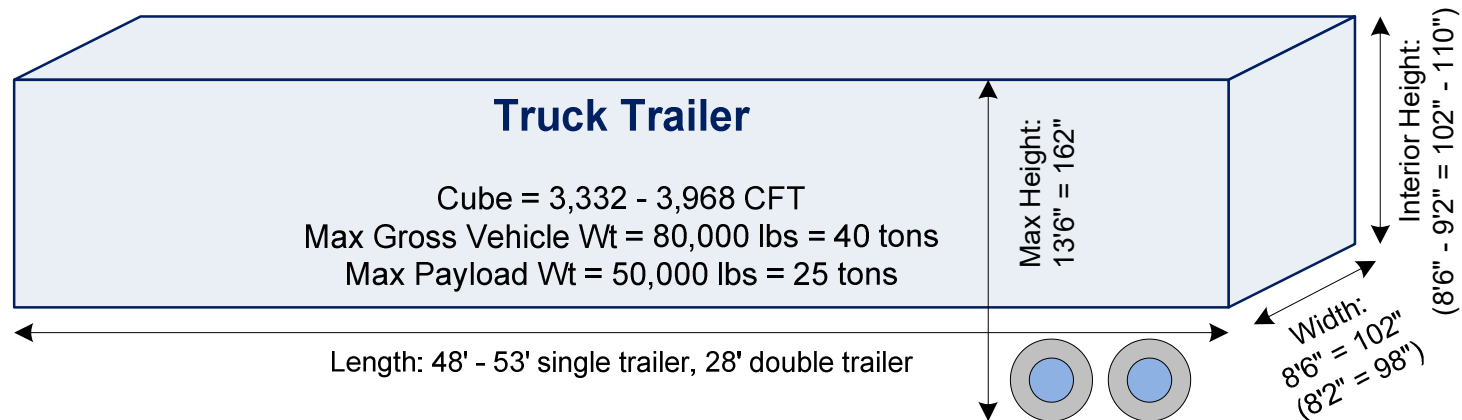 Truck Trailer
Cube = 3,332 - 3,968 CFT
Max Gross Vehicle Wt = 80,000 lbs = 40 tons
Max Payload Wt = 50,000 lbs = 25 tons
Max Height:
13'6" = 162"
Interior Height:
(8'6" - 9'2" = 102" - 110")
Width:
8'6" = 102"
(8'2" = 98")
Length: 48' - 53' single trailer, 28' double trailer